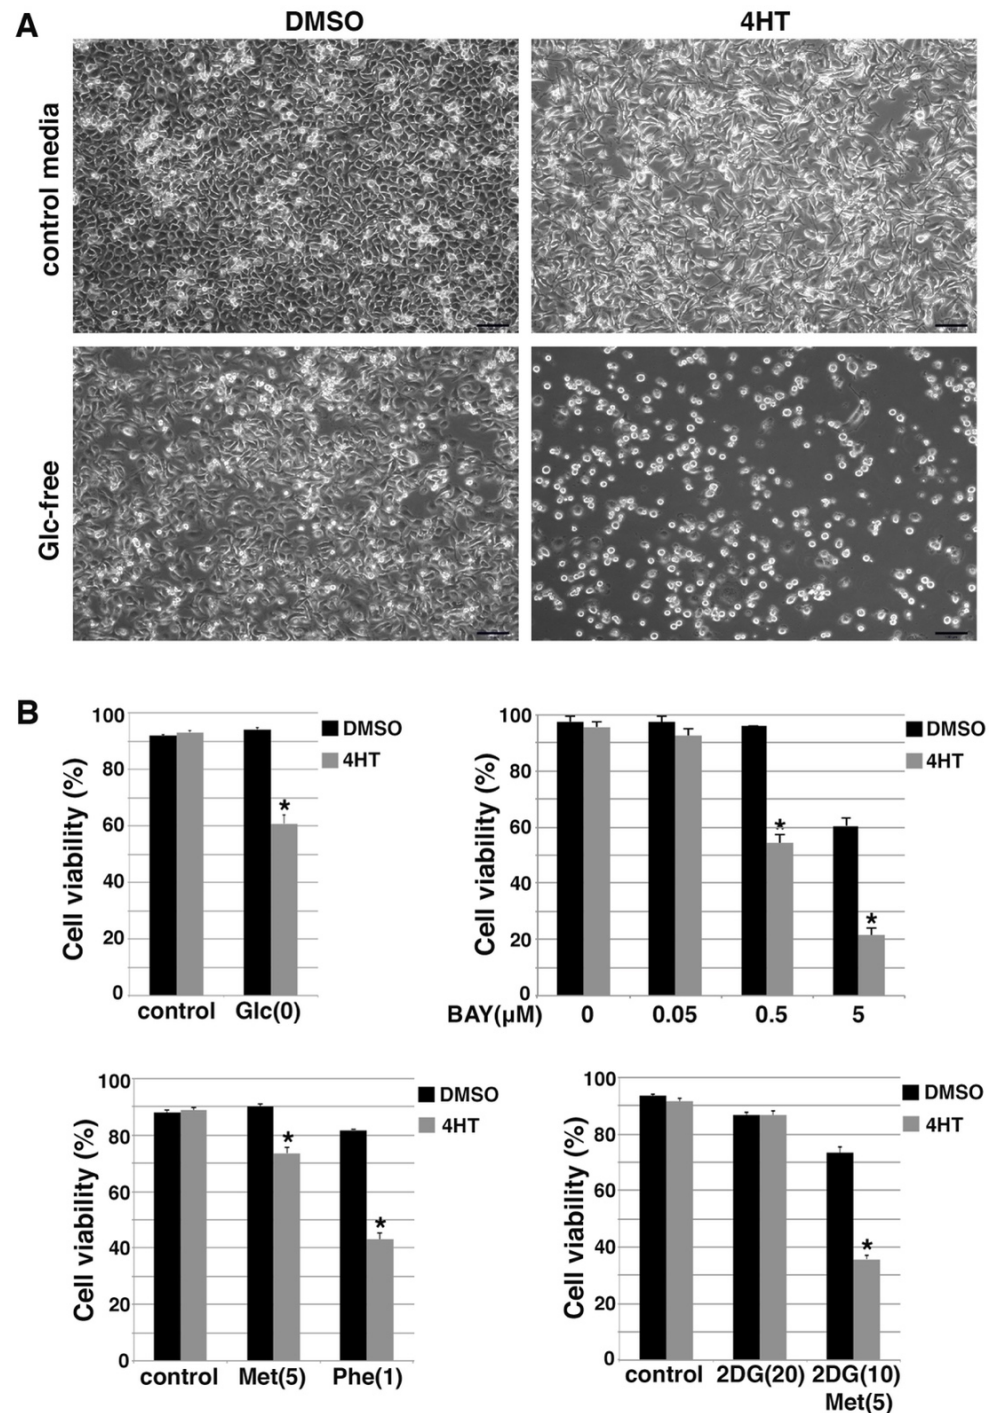 A
DMSO 4HT
control media
Glc-free
B
100
80
60
40
20
0
Cell viability (%)
control Glc(0)
DMSO
4HT
100
80
60
40
20
0
Cell viability (%)
BAY(µM) 0 0.05 0.5 5
DMSO
4HT
*
*
*
100
80
60
40
20
0
Cell viability (%)
control Met(5) Phe(1)
DMSO
4HT
*
*
100
80
60
40
20
0
Cell viability (%)
control 2DG(20) 2DG(10)
Met(5)
DMSO
4HT
*